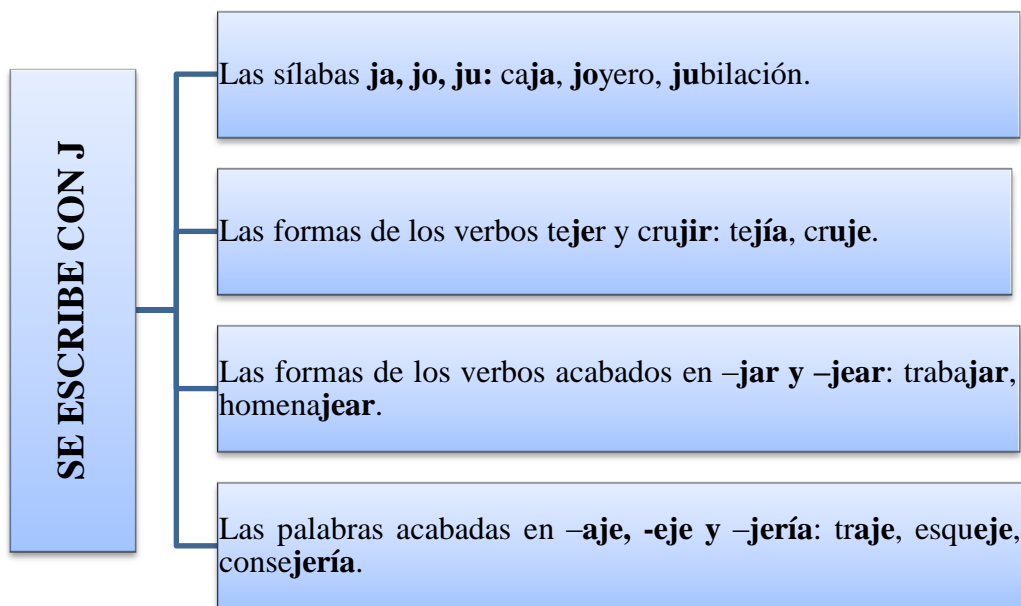 SE ESCRIBE CON J
Las sílabas ja, jo, ju: caja, joyero, jubilación.
Las formas de los verbos tejer y crujir: tejía, cruje.
Las formas de los verbos acabados en –jar y –jear: trabajar,
homenajear.
Las palabras acabadas en –aje, -eje y –jería: traje, esqueje,
consejería.